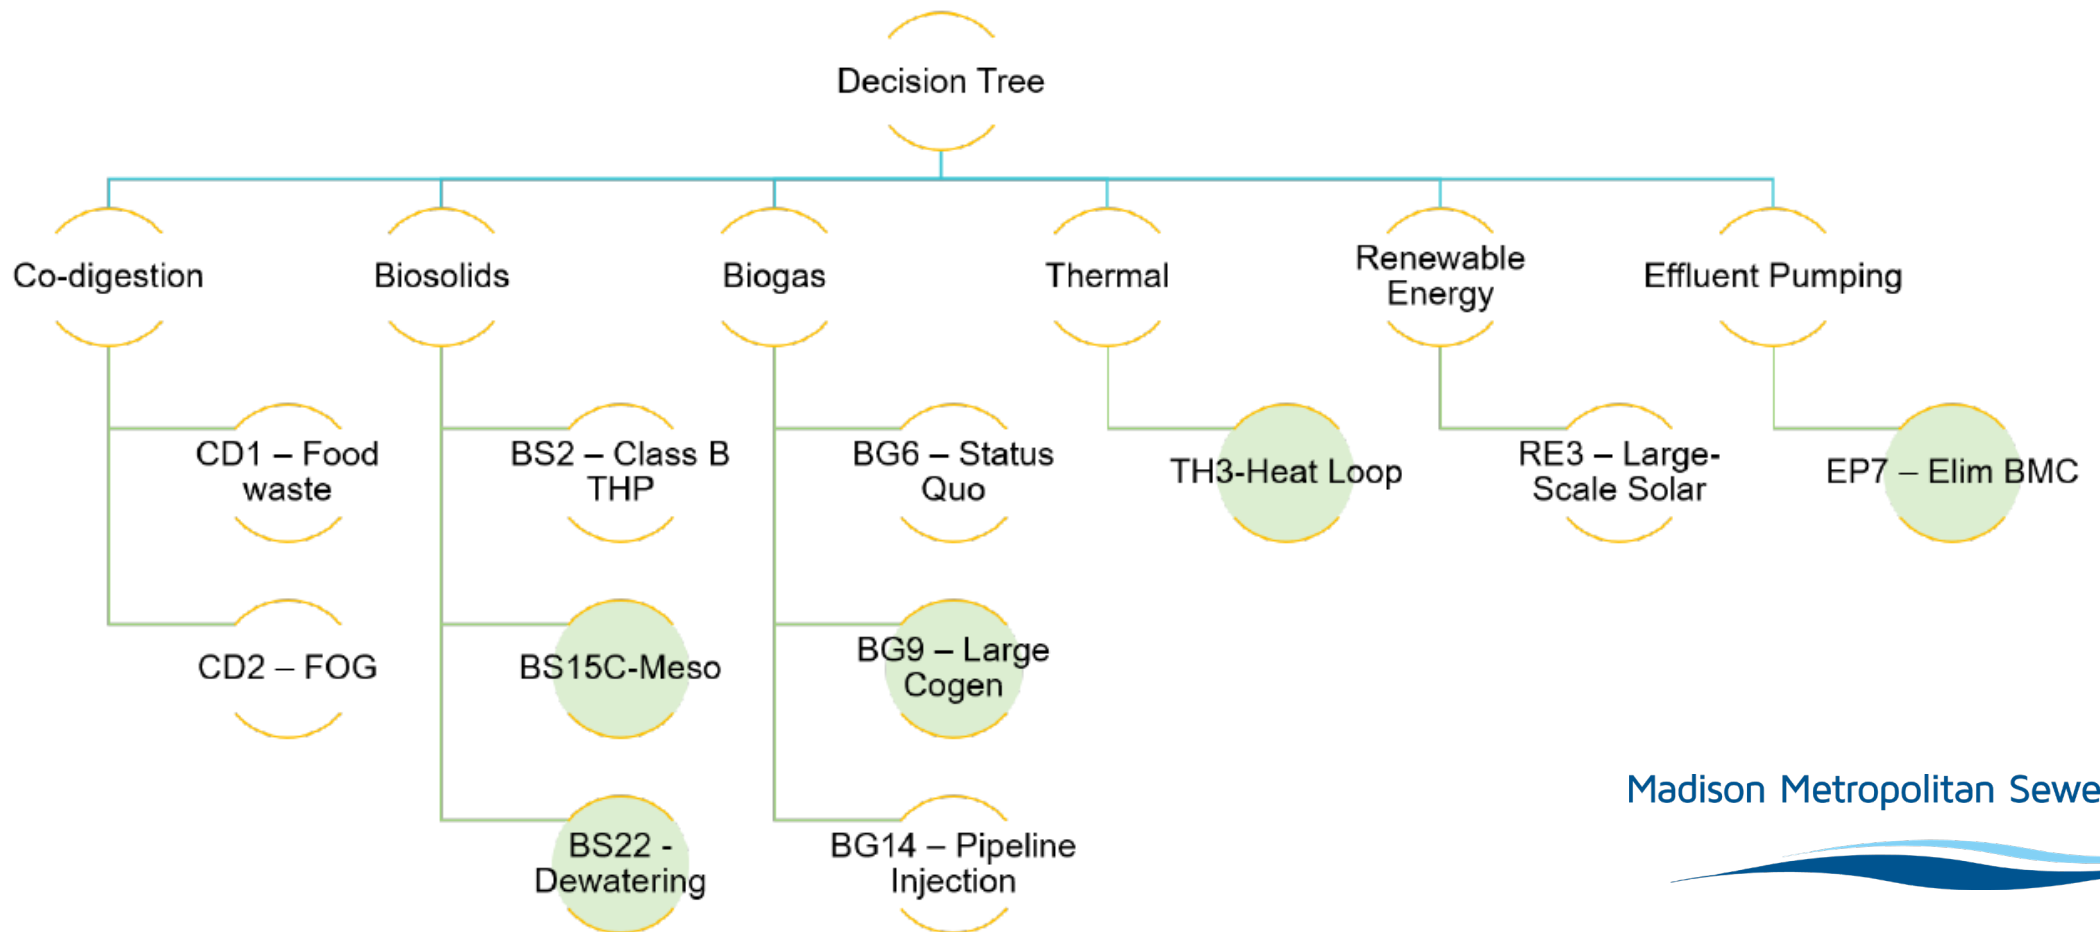 Decision Tree
Co-digestion
Biosolids
Biogas
Thermal
Renewable
Energy
Effluent Pumping
CD1 – Food
waste
BS2 – Class B
THP
BG6 – Status
Quo
TH3-Heat Loop
RE3 – Large-
Scale Solar
EP7 – Elim BMC
CD2 – FOG
BS15C-Meso
BG9 – Large
Cogen
BS22 -
Dewatering
BG14 – Pipeline
Injection
Madison Metropolitan Sewe